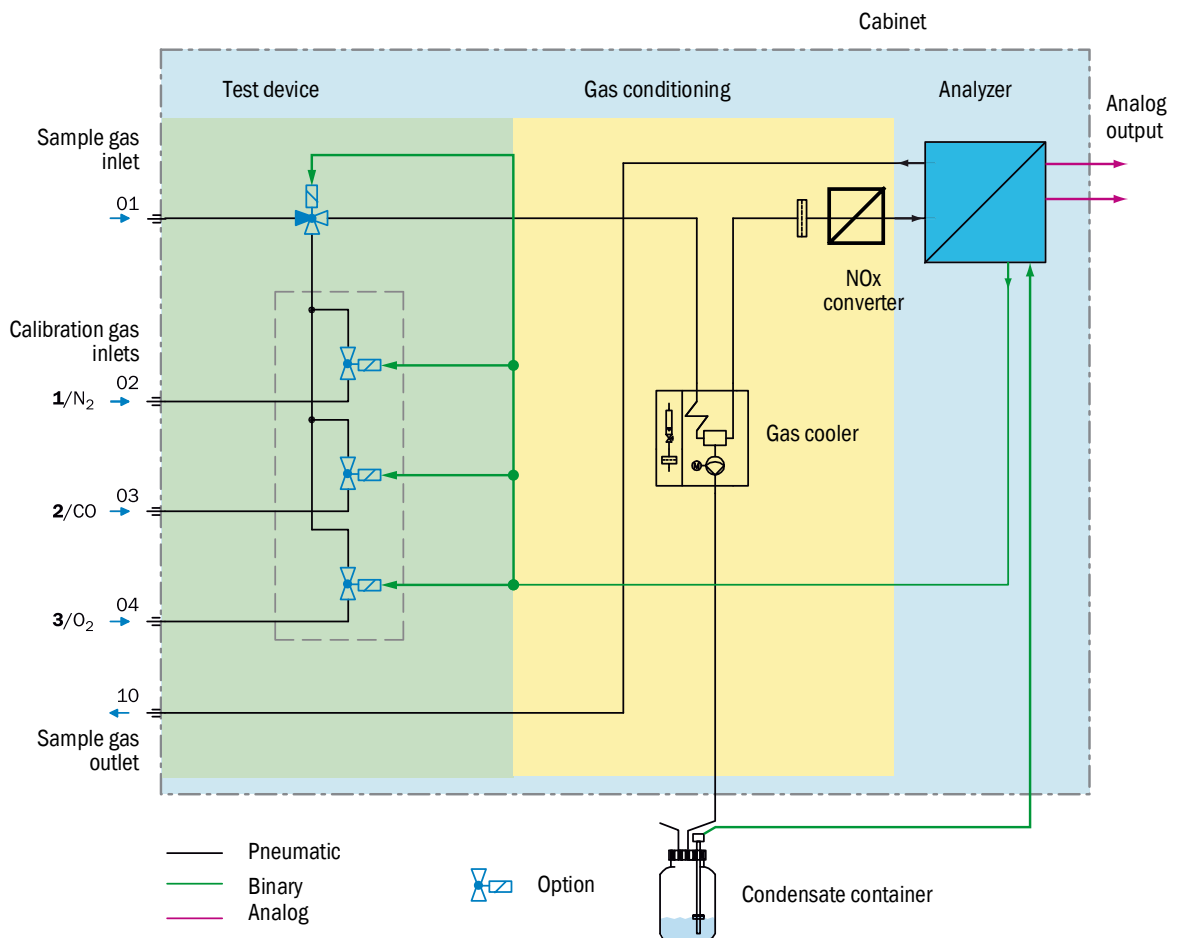 Cabinet
Test device
Gas conditioning
Analyzer
Analog
output
Sample gas
inlet
01
NOx
converter
Calibration gas
inlets
02
1/N₂
Gas cooler
M
03
2/CO
04
3/O₂
10
Sample gas
outlet
Pneumatic
Binary
Analog
Option
Condensate container